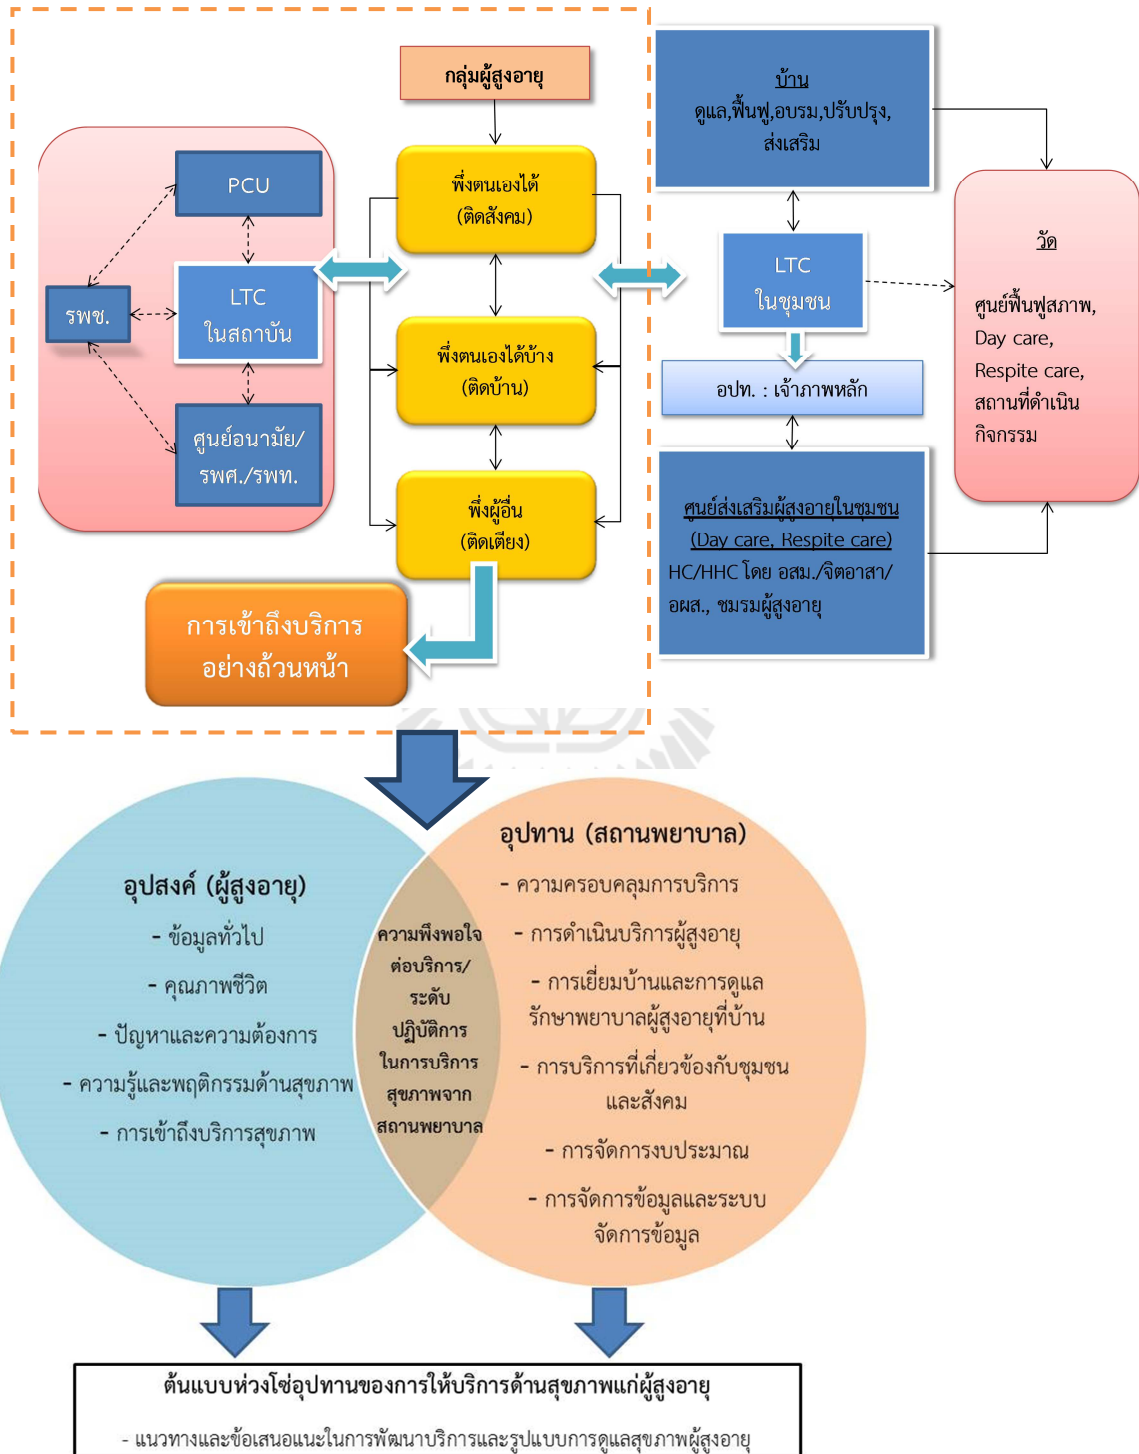 กลุ่มผู้สูงอายุ
พึ่งตนเองได้
(ติดสังคม)
พึ่งตนเองได้บ้าง
(ติดบ้าน)
พึ่งผู้อื่น
(ติดเตียง)
PCU
LTC
ในสถาบัน
รพช.
ศูนย์อนามัย/
รพศ./รพท.
การเข้าถึงบริการ
อย่างถ้วนหน้า
บ้าน
ดูแล,ฟื้นฟู,อบรม,ปรับปรุง,
ส่งเสริม
LTC
ในชุมชน
อปท. : เจ้าภาพหลัก
ศูนย์ส่งเสริมผู้สูงอายุในชุมชน
(Day care, Respite care)
HC/HHC โดย อสม./จิตอาสา/
อผส., ชมรมผู้สูงอายุ
วัด
ศูนย์ฟื้นฟูสภาพ,
Day care,
Respite care,
สถานที่ดำเนิน
กิจกรรม
อุปสงค์ (ผู้สูงอายุ)
- ข้อมูลทั่วไป
- คุณภาพชีวิต
- ปัญหาและความต้องการ
- ความรู้และพฤติกรรมด้านสุขภาพ
- การเข้าถึงบริการสุขภาพ
ความพึงพอใจ
ต่อบริการ/
ระดับ
ปฏิบัติการ
ในการบริการ
สุขภาพจาก
สถานพยาบาล
อุปทาน (สถานพยาบาล)
- ความครอบคลุมการบริการ
- การดำเนินบริการผู้สูงอายุ
- การเยี่ยมบ้านและการดูแล
รักษาพยาบาลผู้สูงอายุที่บ้าน
- การบริการที่เกี่ยวข้องกับชุมชน
และสังคม
- การจัดการงบประมาณ
- การจัดการข้อมูลและระบบ
จัดการข้อมูล
ต้นแบบห่วงโซ่อุปทานของการให้บริการด้านสุขภาพแก่ผู้สูงอายุ
- แนวทางและข้อเสนอแนะในการพัฒนาบริการและรูปแบบการดูแลสุขภาพผู้สูงอายุ